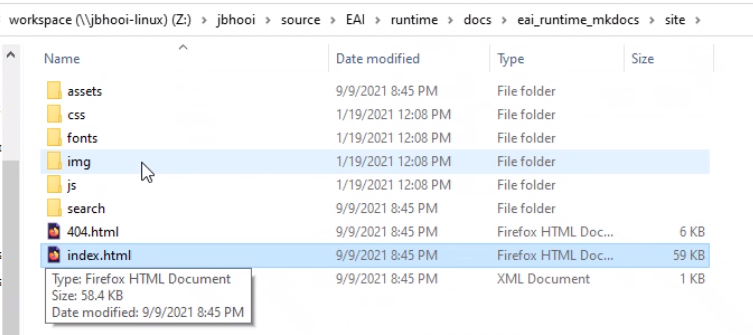 workspace (\\jbhooi-linux) (Z:) > jbhooi > source > EAI > runtime > docs > eai_runtime_mkdocs > site >
Name Date modified Type Size
assets 9/9/2021 8:45 PM File folder
css 1/19/2021 12:08 PM File folder
fonts 1/19/2021 12:08 PM File folder
img 1/19/2021 12:08 PM File folder
js 1/19/2021 12:08 PM File folder
search 9/9/2021 8:45 PM File folder
404.html 9/9/2021 8:45 PM Firefox HTML Doc... 6 KB
index.html 9/9/2021 8:45 PM Firefox HTML Doc... 59 KB
9/9/2021 8:45 PM XML Document 1 KB
Type: Firefox HTML Document
Size: 58.4 KB
Date modified: 9/9/2021 8:45 PM